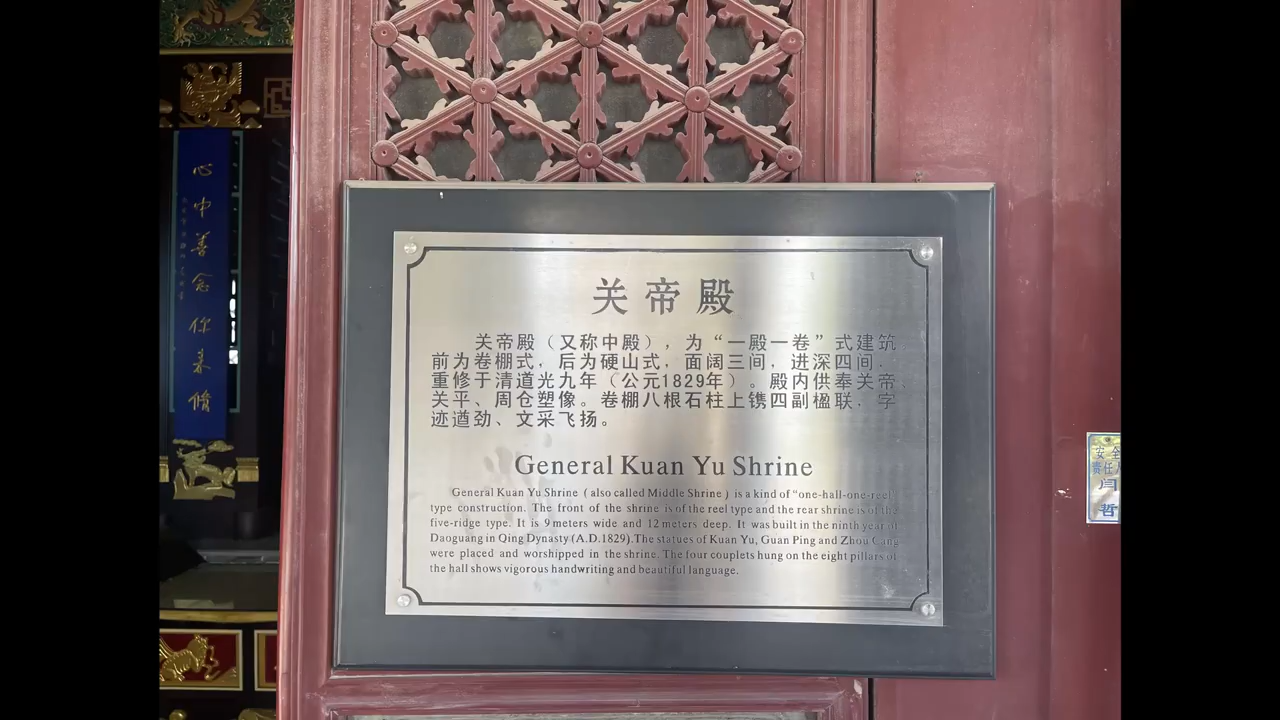 心中善念你来修
关帝殿
关帝殿（又称中殿），为“一殿一卷”式建筑
前为卷棚式，后为硬山式，面阔三间，进深四间，
重修于清道光九年（公元1829年）。殿内供奉关帝、
关平、周仓塑像。卷棚八根石柱上镌四副楹联，字
迹遒劲、文采飞扬。
General Kuan Yu Shrine
General Kuan Yu Shrine ( also called Middle Shrine ) is a kind of “one-hall-one-reel”
type construction. The front of the shrine is of the reel type and the rear shrine is of the
five-ridge type. It is 9 meters wide and 12 meters deep. It was built in the ninth year of
Daoguang in Qing Dynasty (A.D.1829).The statues of Kuan Yu, Guan Ping and Zhou Cang
were placed and worshipped in the shrine. The four couplets hung on the eight pillars of
the hall shows vigorous handwriting and beautiful language.
安全
责任人
闫
哲